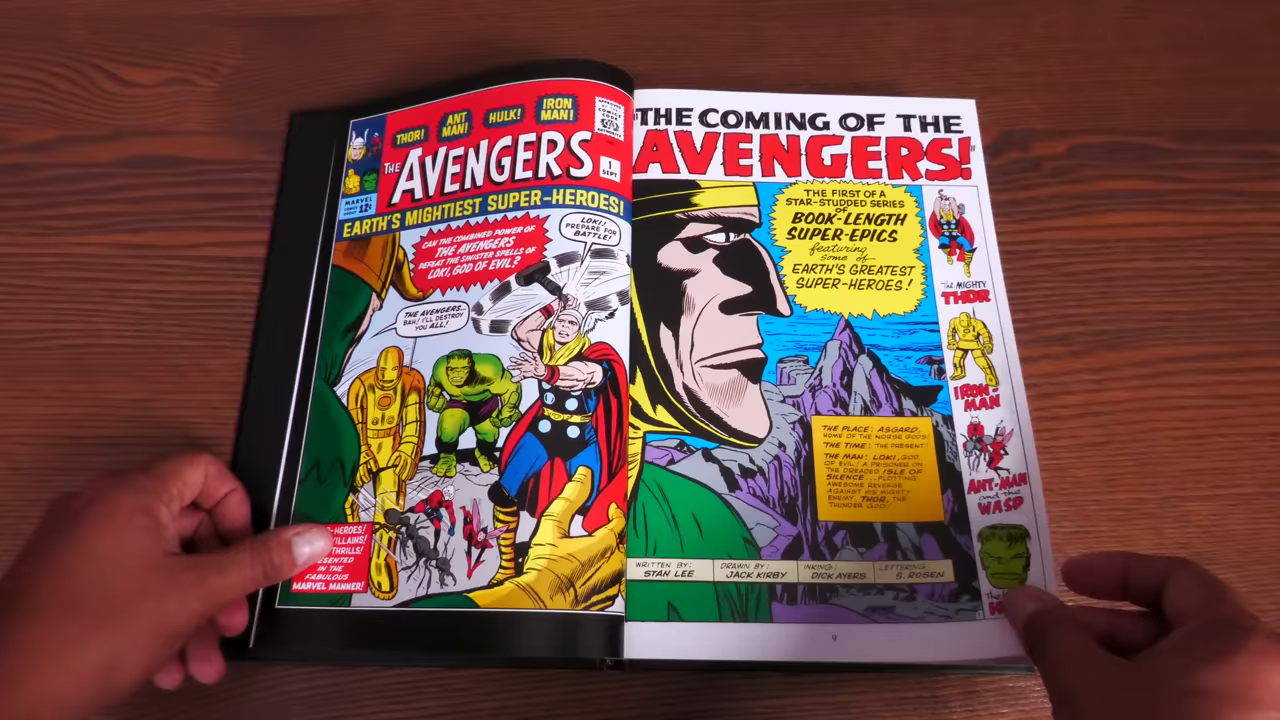 THOR!
ANT
MAN!
HULK!
IRON
MAN!
APPROVED
BY THE
COMICS
CODE
AUTHORITY
THE AVENGERS
1
SEPT.
MARVEL
COMICS
GROUP 12¢
EARTH'S MIGHTIEST SUPER-HEROES!
CAN THE COMBINED POWER OF
THE AVENGERS
DEFEAT THE SINISTER SPELLS OF
LOKI, GOD OF EVIL?
LOKI!
PREPARE FOR
BATTLE!
THE AVENGERS...
BAH! I'LL DESTROY
YOU ALL!
-HEROES!
VILLAINS!
THRILLS!
SENTED
IN THE
FABULOUS
MARVEL MANNER!
"THE COMING OF THE
AVENGERS!"
THE FIRST OF A
STAR-STUDDED SERIES
OF
BOOK-LENGTH
SUPER-EPICS
featuring
some of
EARTH'S GREATEST
SUPER-HEROES!
The MIGHTY
THOR
IRON-
MAN
ANT-MAN
and the
WASP
The
THE PLACE: ASGARD,
HOME OF THE NORSE GODS!
THE TIME: THE PRESENT!
THE MAN: LOKI, GOD
OF EVIL! A PRISONER ON
THE DREADED ISLE OF
SILENCE...PLOTTING
AWESOME REVENGE
AGAINST HIS MIGHTY
ENEMY, THOR, THE
THUNDER GOD!
WRITTEN BY:
STAN LEE
DRAWN BY:
JACK KIRBY
INKING:
DICK AYERS
LETTERING:
S. ROSEN
9